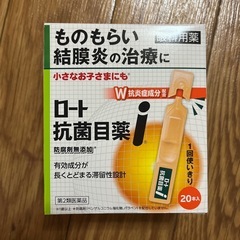 眼科用薬
ものもらい
結膜炎の治療に
小さなお子さまにも
W抗炎症成分配合
ロート
抗菌目薬i
防腐剤無添加
有効成分が
長くとどまる滞留性設計
1回使いきり
第2類医薬品
20本入